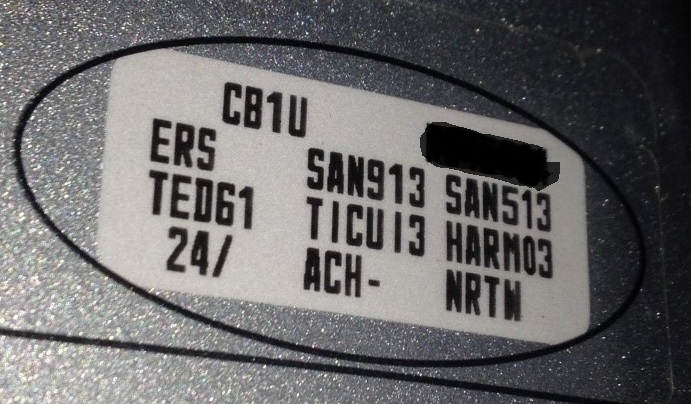 CB1U
ERS SAN913 SAN513
TED61 TICU13 HARM03
24/ ACH- NRTW